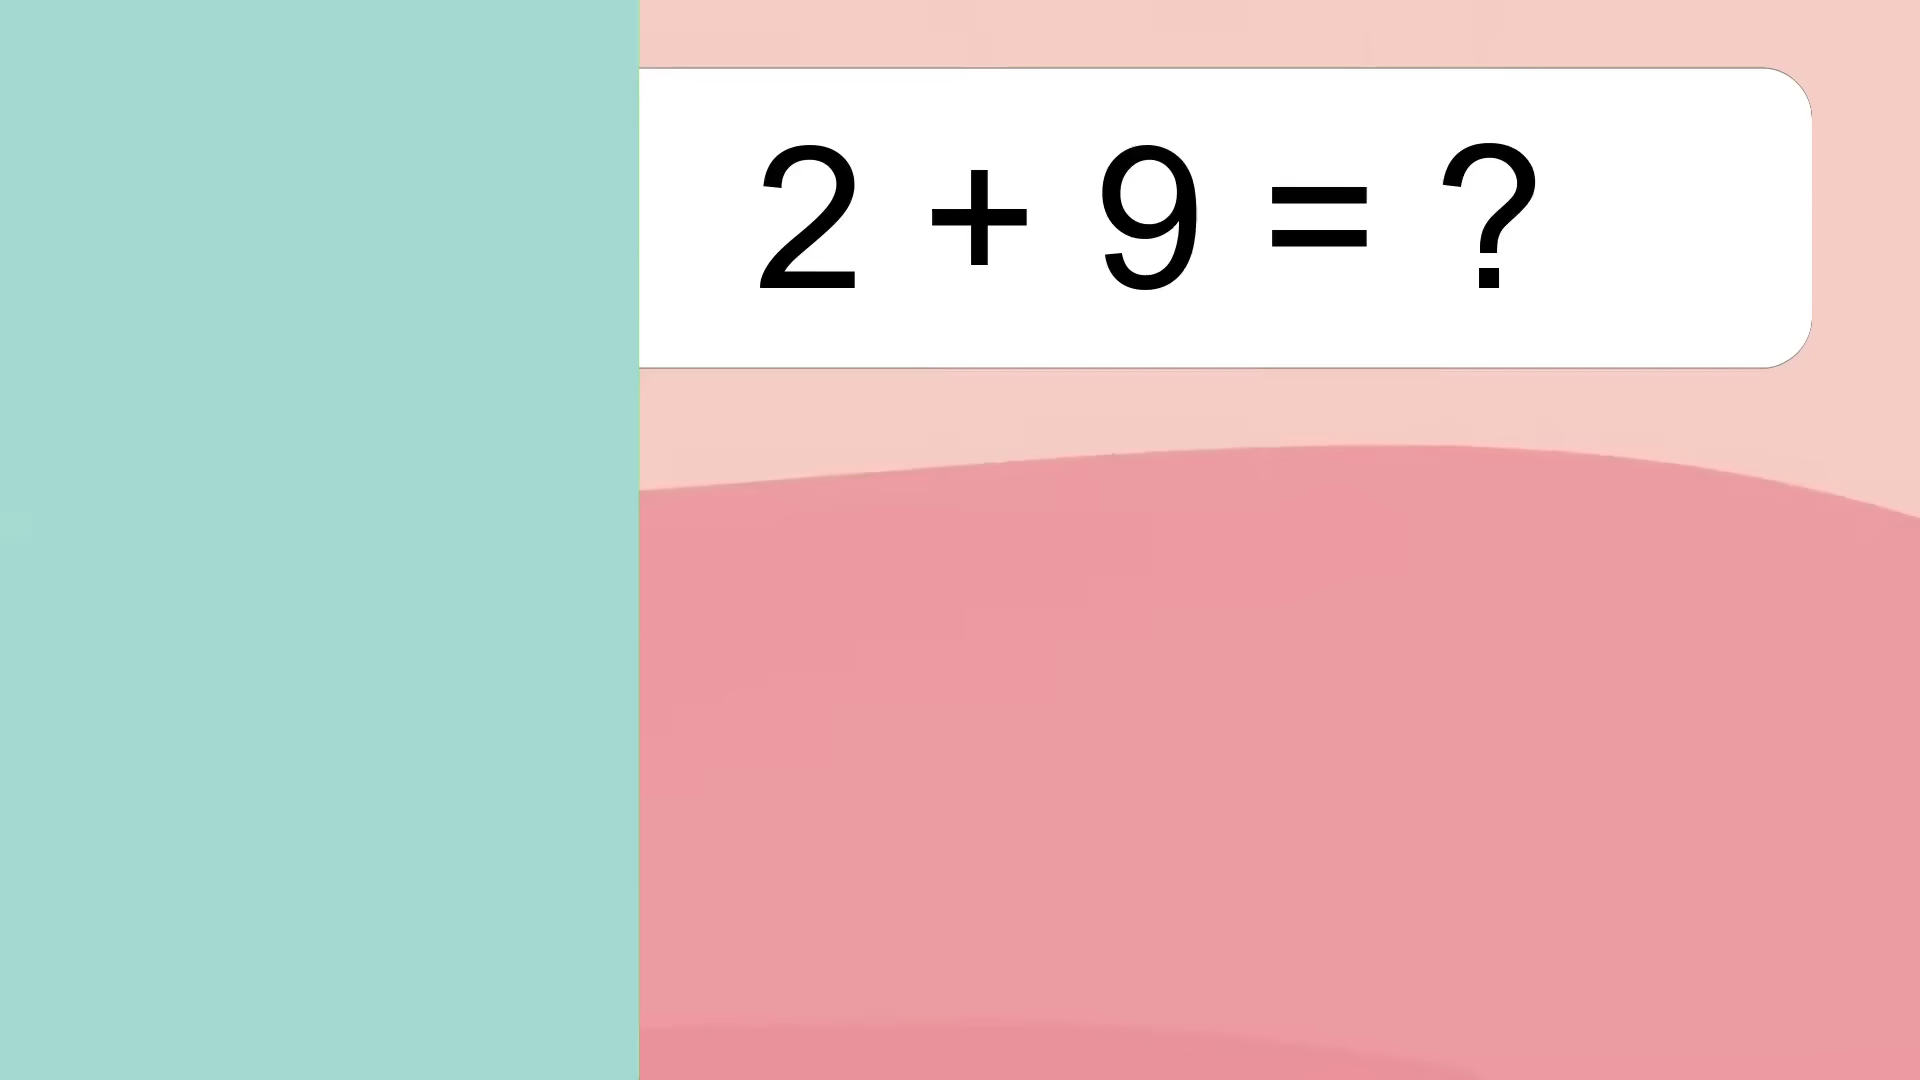 2 + 9 = ?